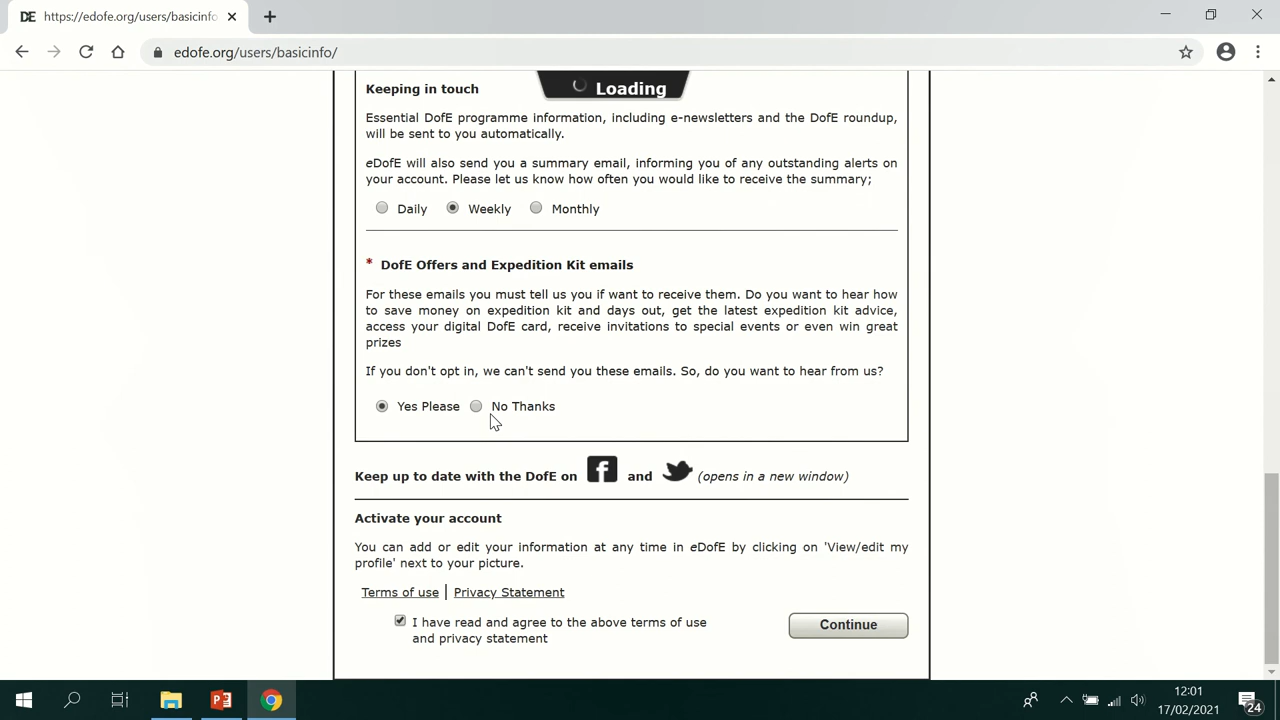 DE https://edofe.org/users/basicinfo
edofe.org/users/basicinfo/
Loading
Keeping in touch
Essential DofE programme information, including e-newsletters and the DofE roundup,
will be sent to you automatically.
eDofE will also send you a summary email, informing you of any outstanding alerts on
your account. Please let us know how often you would like to receive the summary;
Daily Weekly Monthly
* DofE Offers and Expedition Kit emails
For these emails you must tell us you if want to receive them. Do you want to hear how
to save money on expedition kit and days out, get the latest expedition kit advice,
access your digital DofE card, receive invitations to special events or even win great
prizes
If you don't opt in, we can't send you these emails. So, do you want to hear from us?
Yes Please No Thanks
Keep up to date with the DofE on f and (opens in a new window)
Activate your account
You can add or edit your information at any time in eDofE by clicking on 'View/edit my
profile' next to your picture.
Terms of use | Privacy Statement
I have read and agree to the above terms of use
and privacy statement
Continue
12:01
17/02/2021
24